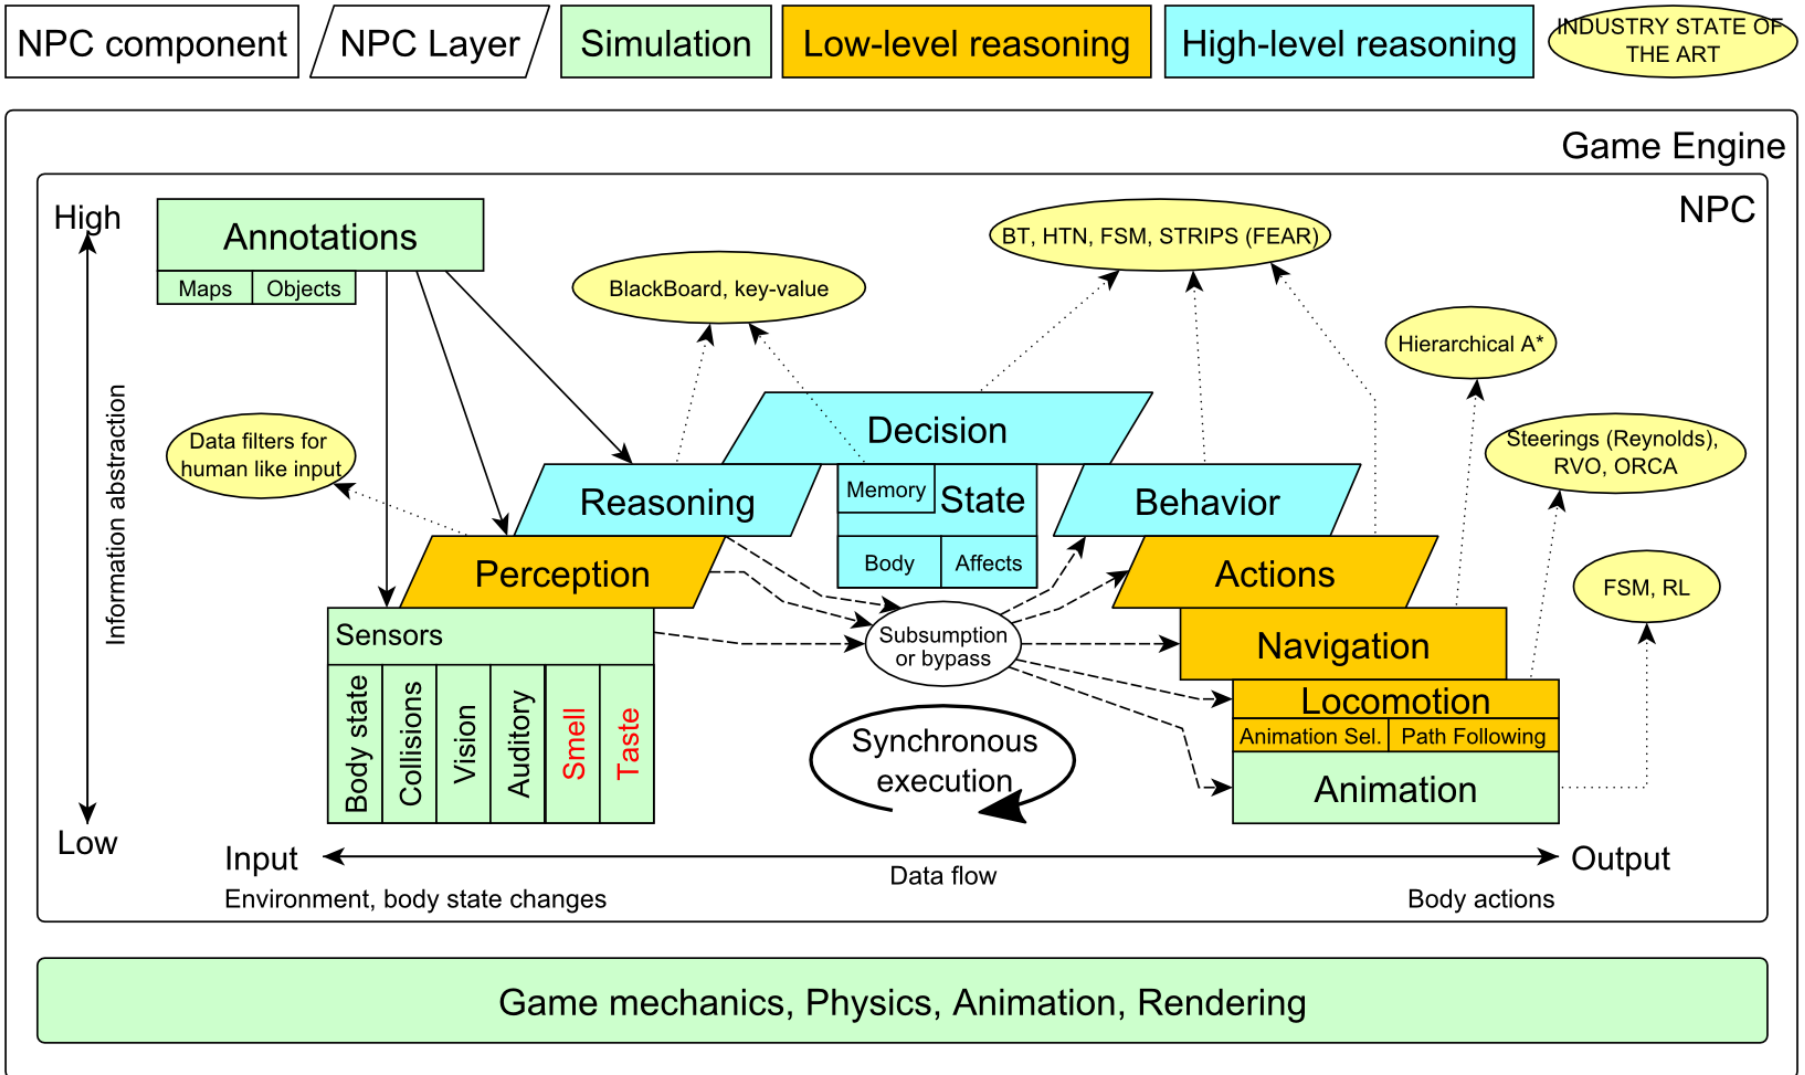 NPC component
NPC Layer
Simulation
Low-level reasoning
High-level reasoning
INDUSTRY STATE OF
THE ART
Game Engine
NPC
High
Annotations
Maps
Objects
BlackBoard, key-value
BT, HTN, FSM, STRIPS (FEAR)
Hierarchical A*
Data filters for
human like input
Steerings (Reynolds),
RVO, ORCA
Information abstraction
Decision
Reasoning
Memory
State
Behavior
Perception
Body
Affects
Actions
FSM, RL
Sensors
Subsumption
or bypass
Navigation
Body state
Collisions
Vision
Auditory
Smell
Taste
Locomotion
Animation Sel.
Path Following
Synchronous
execution
Animation
Low
Input
Output
Data flow
Environment, body state changes
Body actions
Game mechanics, Physics, Animation, Rendering